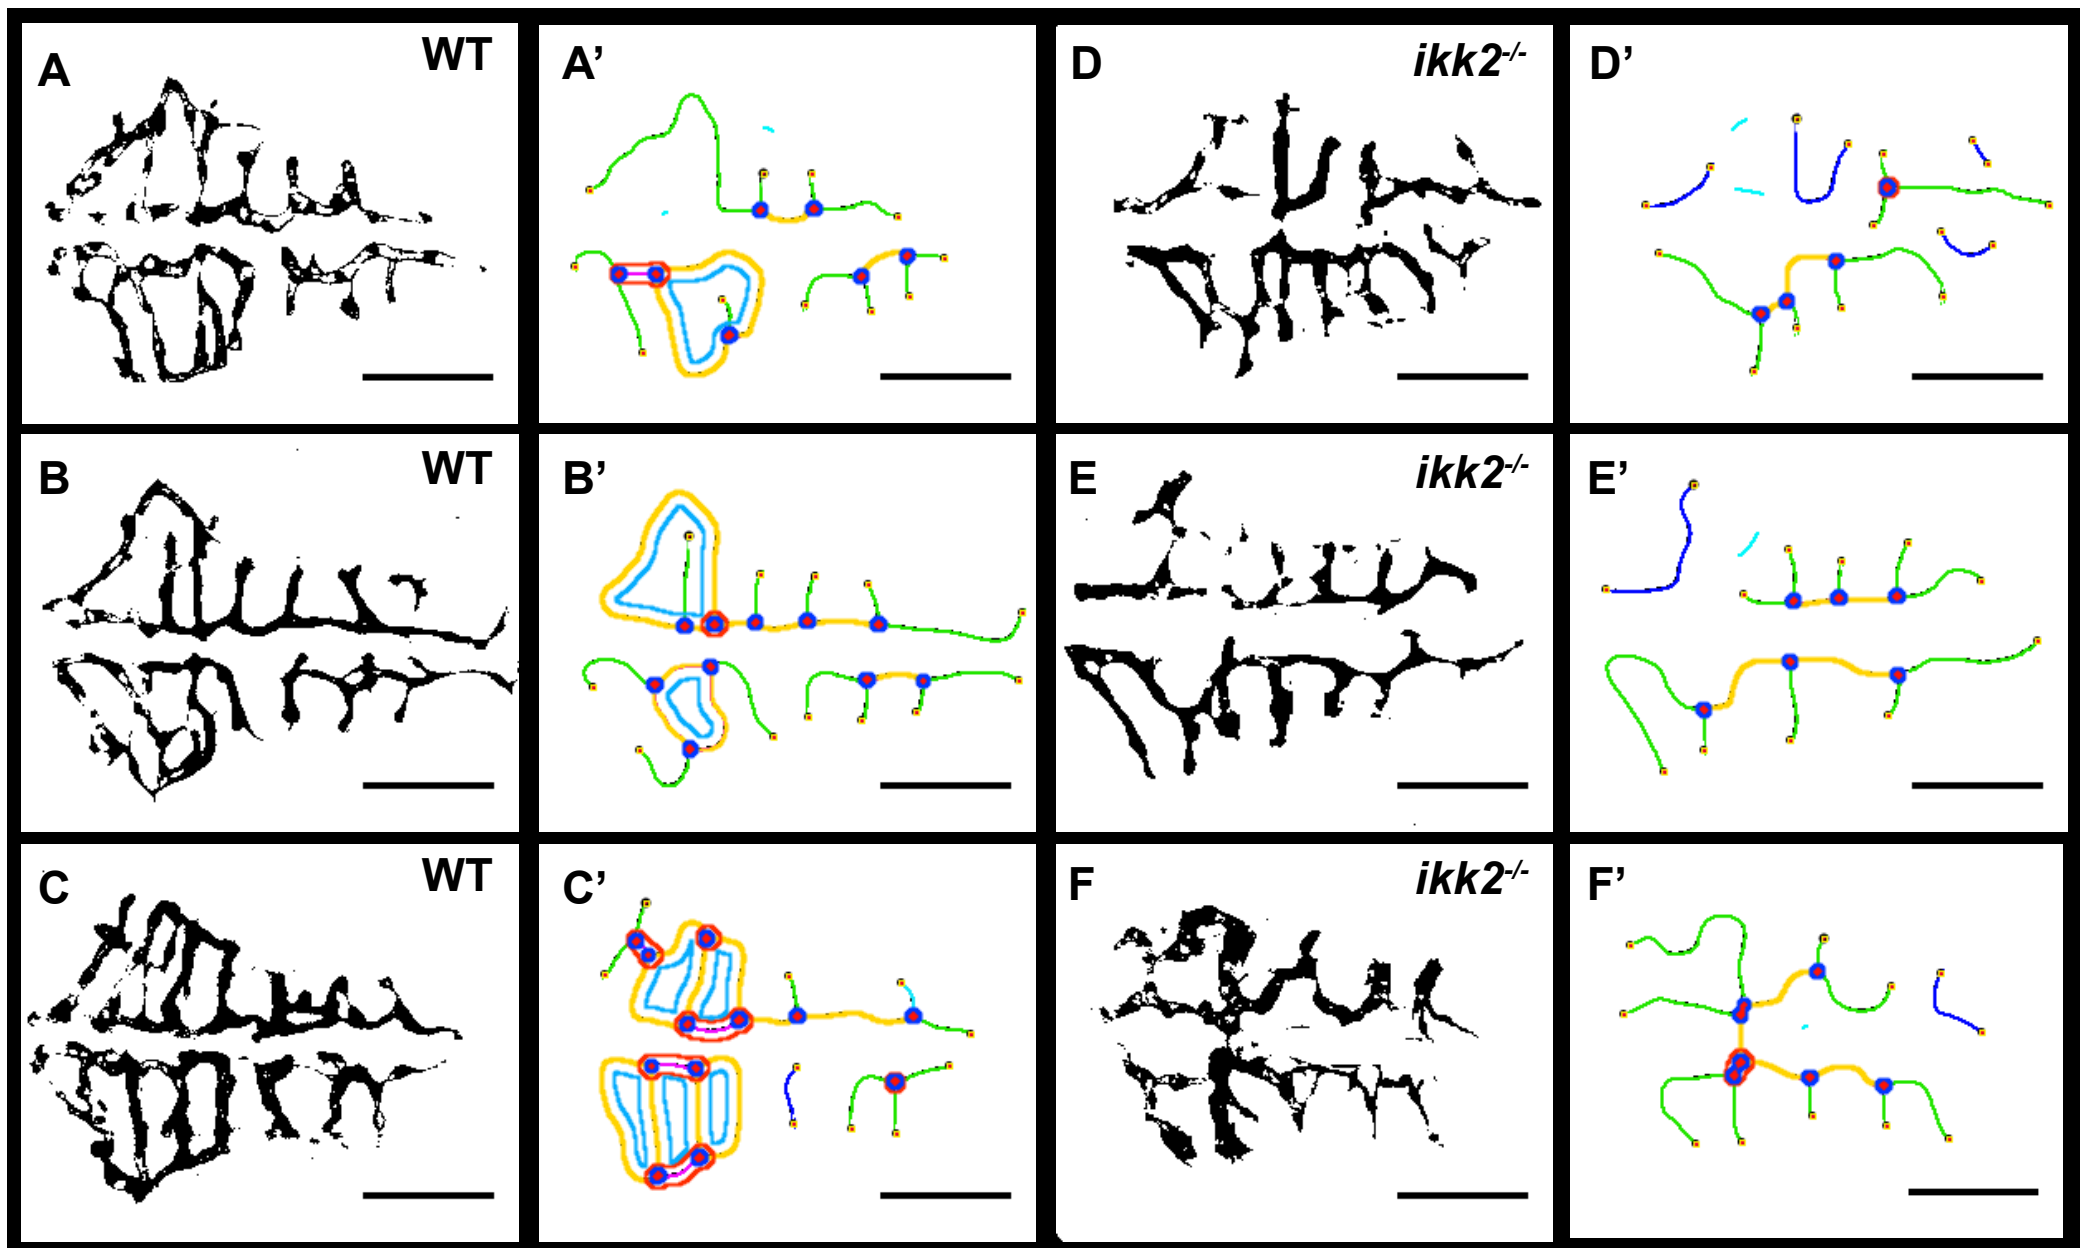 A WT A’ D ikk2-/- D’
B WT B’ E ikk2-/- E’
C WT C’ F ikk2-/- F’